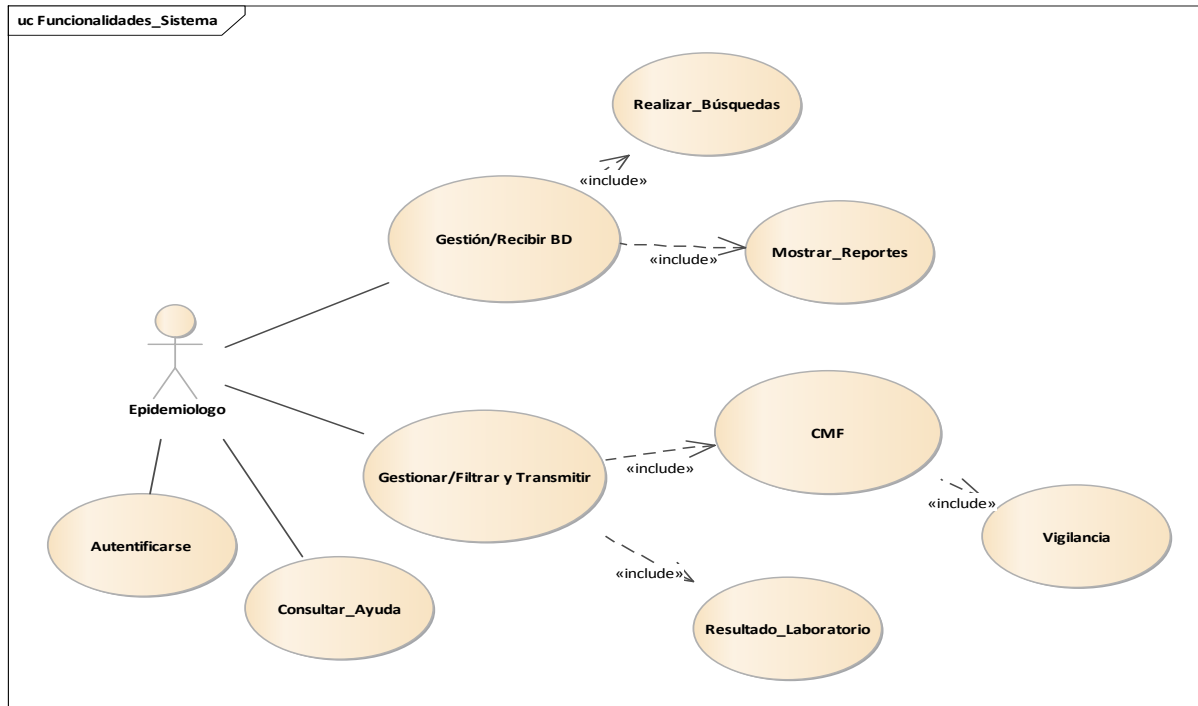 uc Funcionalidades_Sistema
Realizar_Búsquedas
«include»
Gestión/Recibir BD
Mostrar_Reportes
«include»
Epidemiologo
CMF
«include»
Gestionar/Filtrar y Transmitir
«include»
Vigilancia
Autentificarse
«include»
Consultar_Ayuda
Resultado_Laboratorio